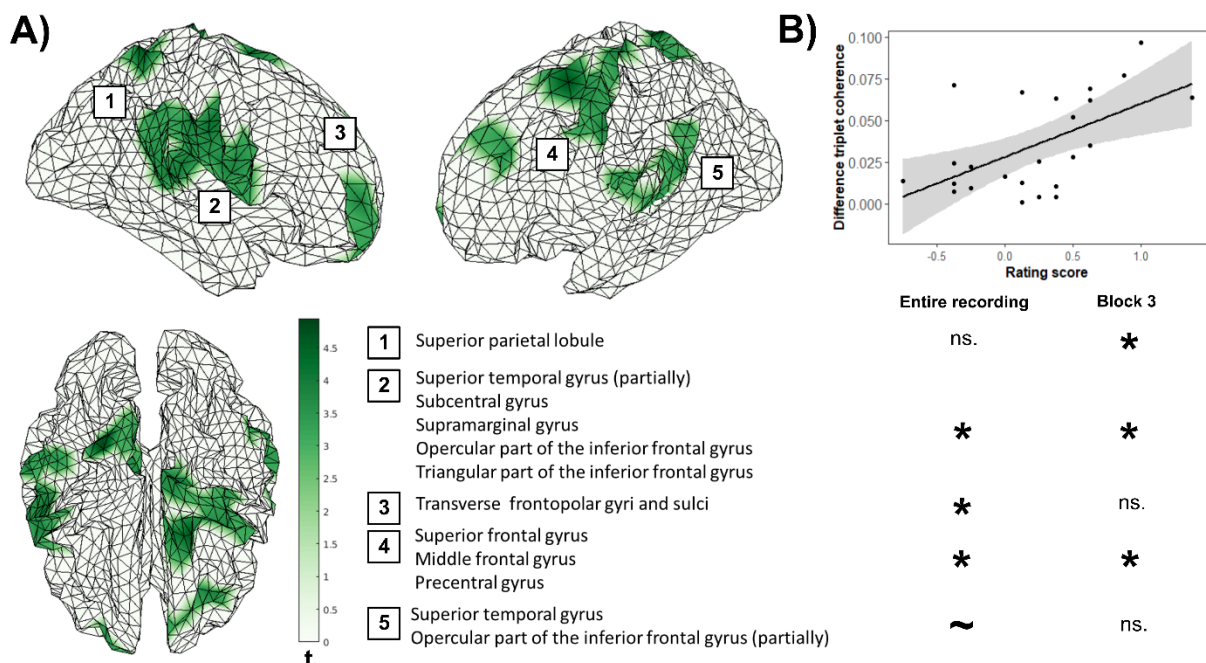 A)
1
3
2
4
5
B)
Difference triplet coherence
0.100
0.075
0.050
0.025
0.000
-0.5 0.0 0.5 1.0
Rating score
Entire recording Block 3
4.5
4
3.5
3
2.5
2
1.5
1
0.5
0
t
1 Superior parietal lobule ns. *
2 Superior temporal gyrus (partially)
Subcentral gyrus
Supramarginal gyrus * *
Opercular part of the inferior frontal gyrus
Triangular part of the inferior frontal gyrus
3 Transverse frontopolar gyri and sulci * ns.
4 Superior frontal gyrus
Middle frontal gyrus * *
Precentral gyrus
5 Superior temporal gyrus ~ ns.
Opercular part of the inferior frontal gyrus (partially)